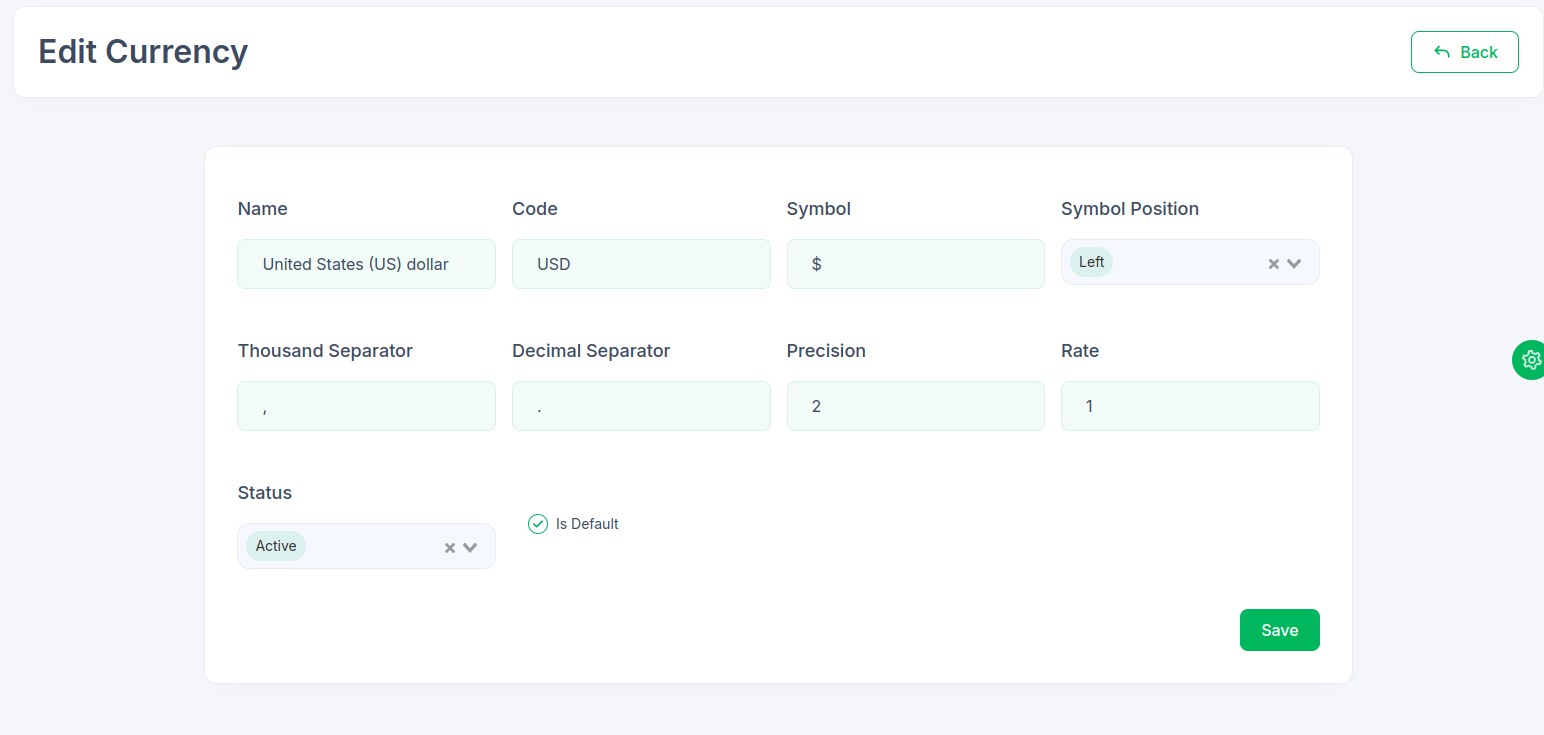 Edit Currency
Back
Name
Code
Symbol
Symbol Position
United States (US) dollar
USD
$
Left
Thousand Separator
Decimal Separator
Precision
Rate
,
.
2
1
Status
Active
Is Default
Save